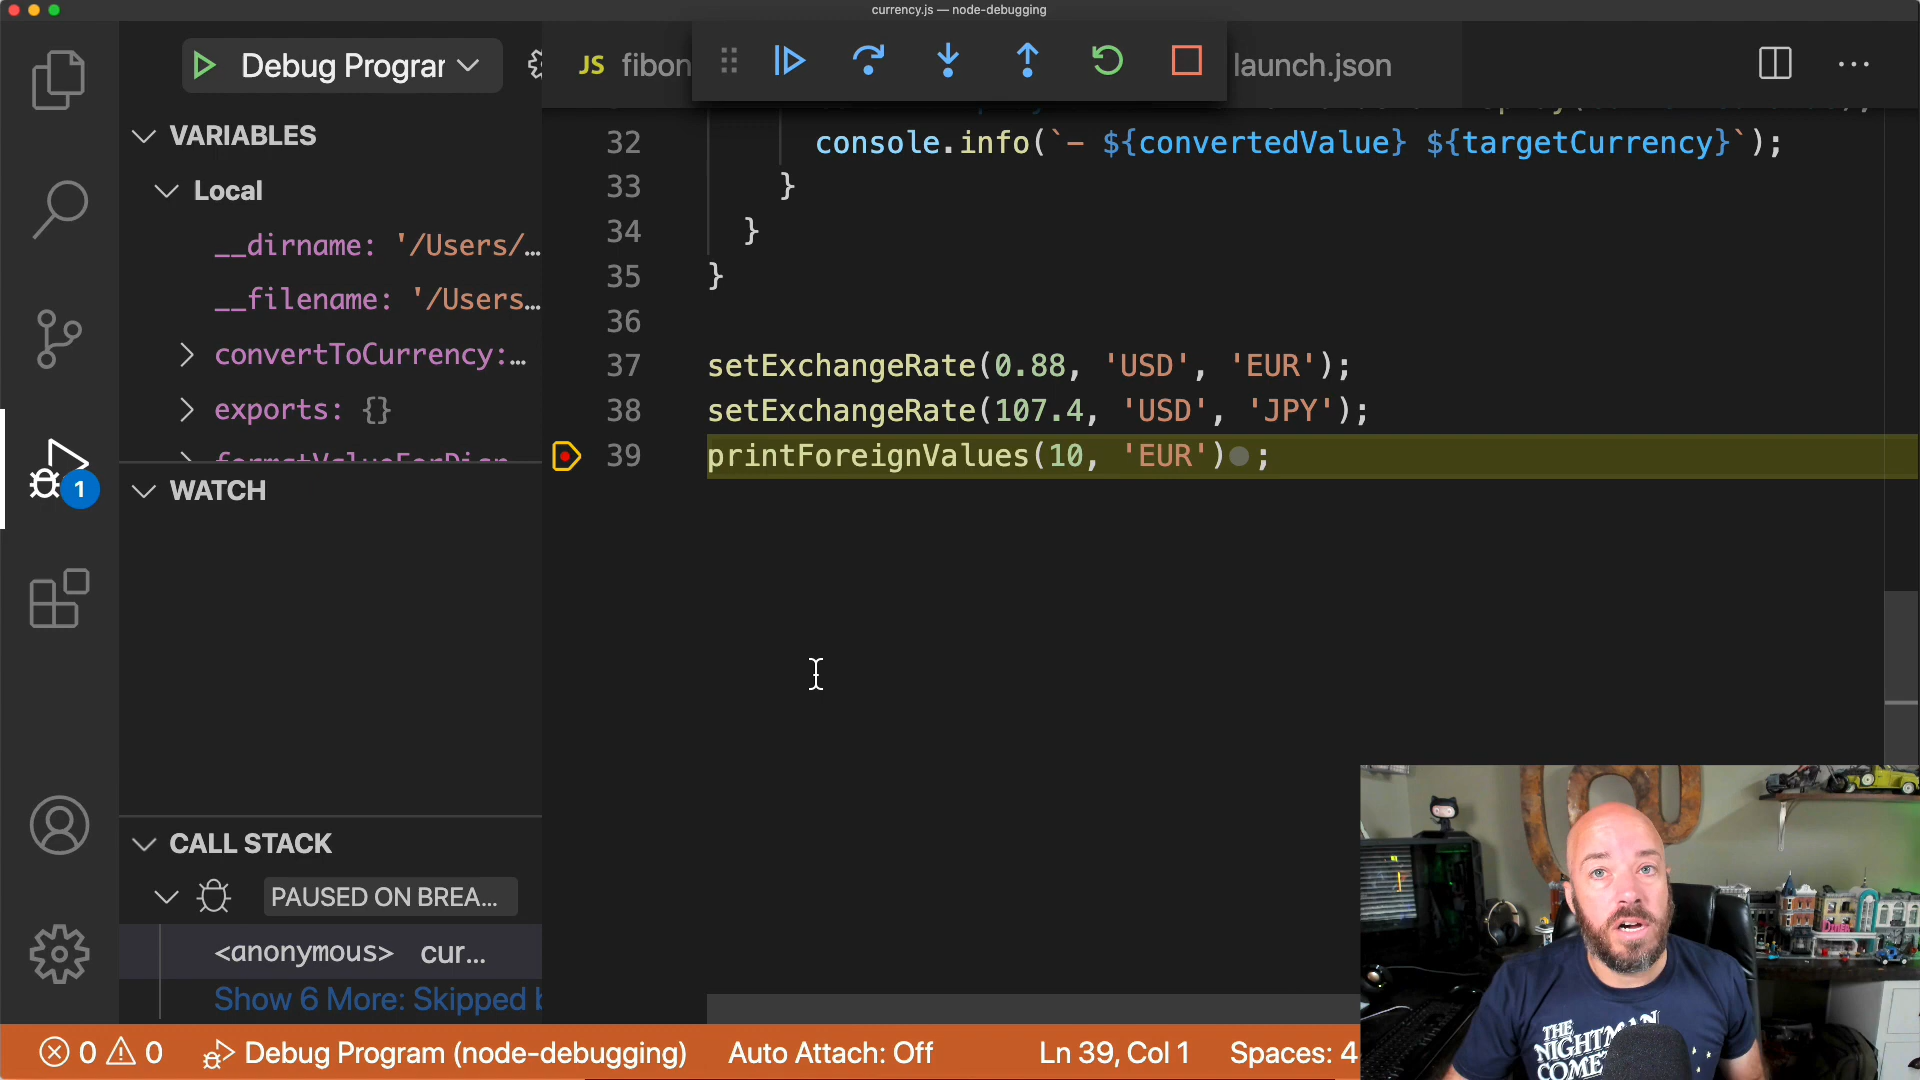 currency.js — node-debugging
Debug Prograr
JS fibon
launch.json
VARIABLES
Local
__dirname: '/Users/…
__filename: '/Users…
convertToCurrency:…
exports: {}
WATCH
CALL STACK
PAUSED ON BREA...
<anonymous> cur...
Show 6 More: Skipped b
32 console.info(`– ${convertedValue} ${targetCurrency}`);
33 }
34 }
35 }
36
37 setExchangeRate(0.88, 'USD', 'EUR');
38 setExchangeRate(107.4, 'USD', 'JPY');
39 printForeignValues(10, 'EUR') ;
1
0 0 Debug Program (node-debugging) Auto Attach: Off Ln 39, Col 1 Spaces: 4
THE
NIGHTMAN
COME